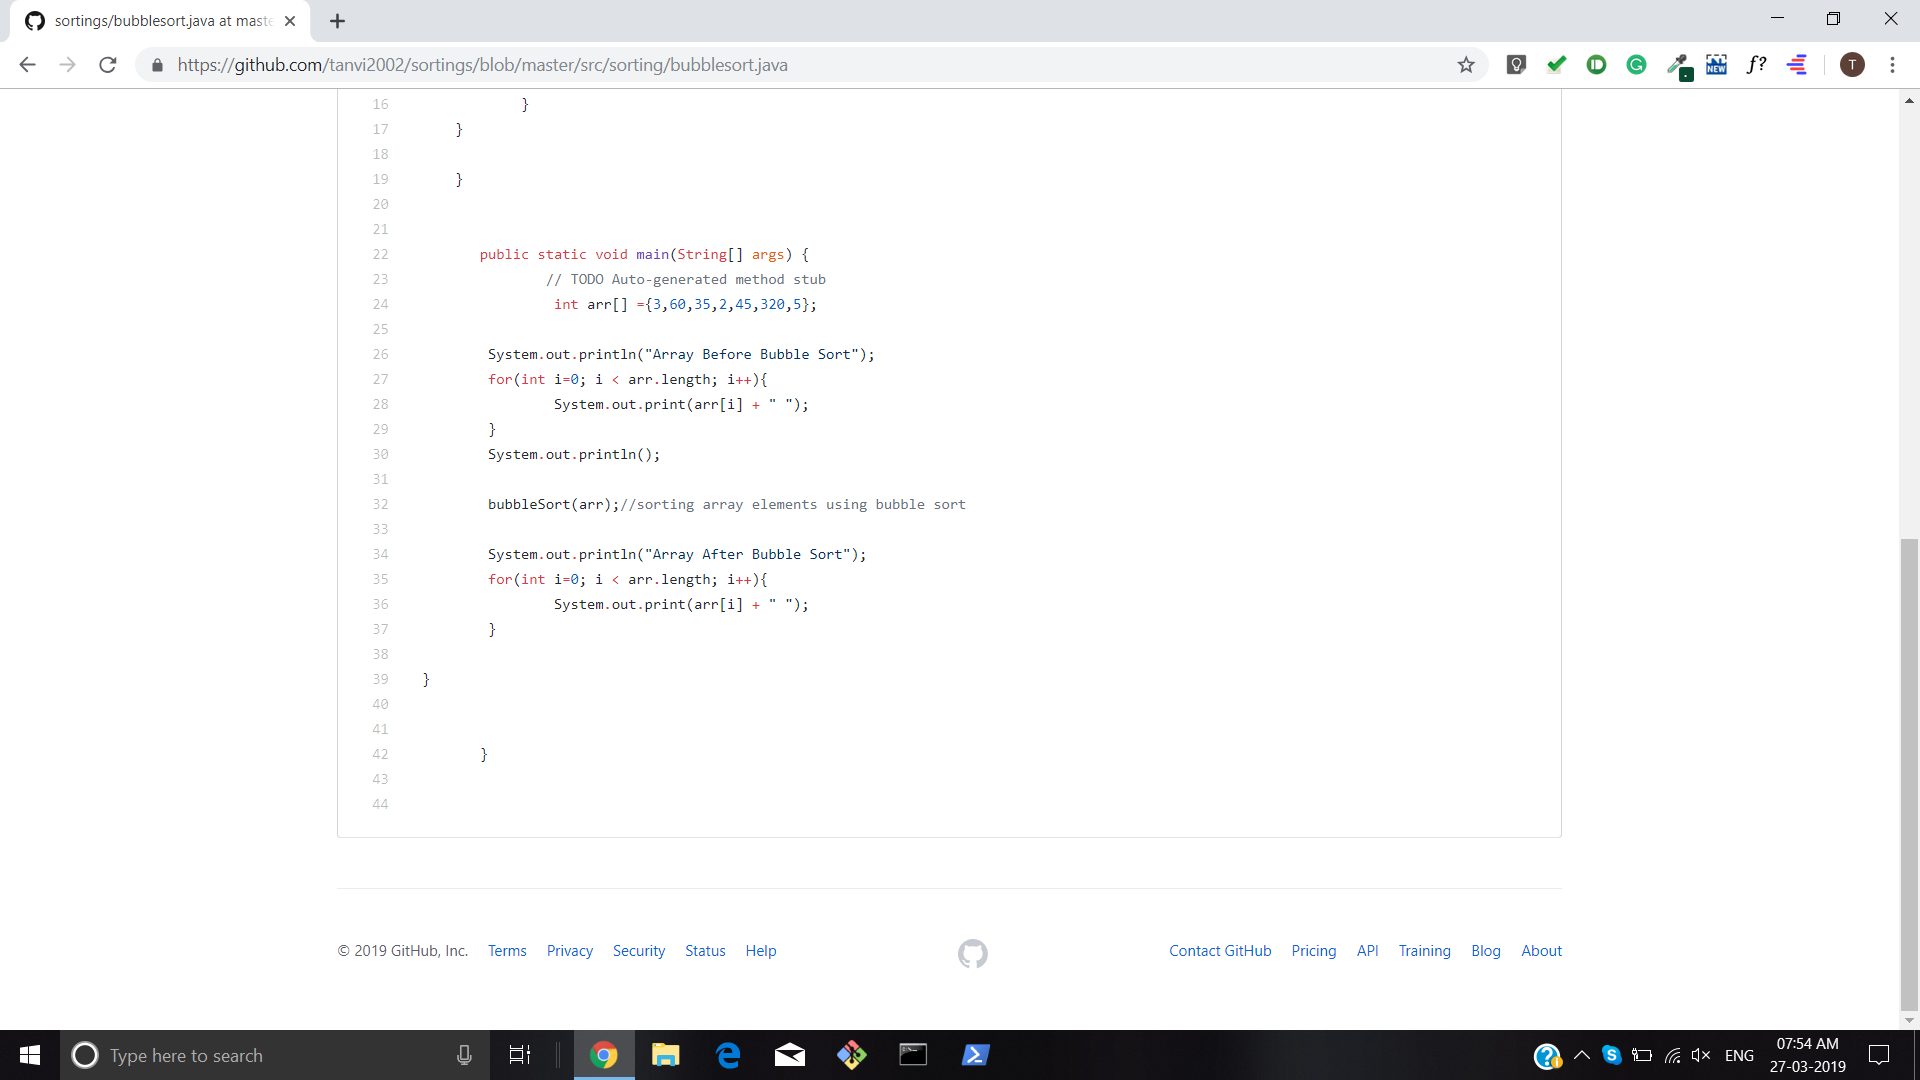 sortings/bubblesort.java at maste
https://github.com/tanvi2002/sortings/blob/master/src/sorting/bubblesort.java
NEW
f?
T
16 }
17 }
18
19 }
20
21
22 public static void main(String[] args) {
23 // TODO Auto-generated method stub
24 int arr[] ={3,60,35,2,45,320,5};
25
26 System.out.println("Array Before Bubble Sort");
27 for(int i=0; i < arr.length; i++){
28 System.out.print(arr[i] + " ");
29 }
30 System.out.println();
31
32 bubbleSort(arr);//sorting array elements using bubble sort
33
34 System.out.println("Array After Bubble Sort");
35 for(int i=0; i < arr.length; i++){
36 System.out.print(arr[i] + " ");
37 }
38
39 }
40
41
42 }
43
44
© 2019 GitHub, Inc. Terms Privacy Security Status Help Contact GitHub Pricing API Training Blog About
Type here to search
ENG
07:54 AM
27-03-2019